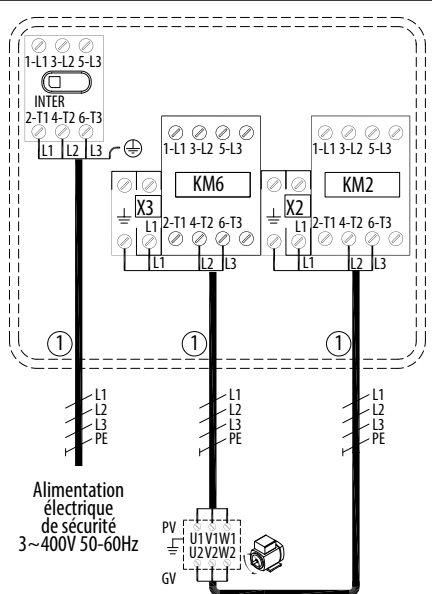 1-L1 3-L2 5-L3
INTER
2-T1 4-T2 6-T3
L1 L2 L3
1-L1 3-L2 5-L3
KM6
X3
L1
2-T1 4-T2 6-T3
L1 L2 L3
1-L1 3-L2 5-L3
KM2
X2
L1
2-T1 4-T2 6-T3
L1 L2 L3
1 1 1
L1
L2
L3
PE
L1
L2
L3
PE
L1
L2
L3
PE
Alimentation
électrique
de sécurité
3~400V 50-60Hz
PV
U1 V1 W1
U2 V2 W2
GV